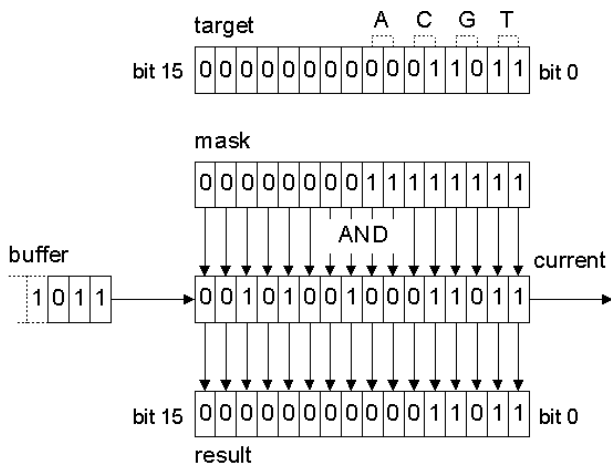 A C G T
target
bit 15 0 0 0 0 0 0 0 0 0 0 0 1 1 0 1 1 bit 0
mask
0 0 0 0 0 0 0 0 1 1 1 1 1 1 1 1
AND
buffer current
1 0 1 1 0 0 1 0 1 0 0 1 0 0 0 1 1 0 1 1
bit 15 0 0 0 0 0 0 0 0 0 0 0 1 1 0 1 1 bit 0
result